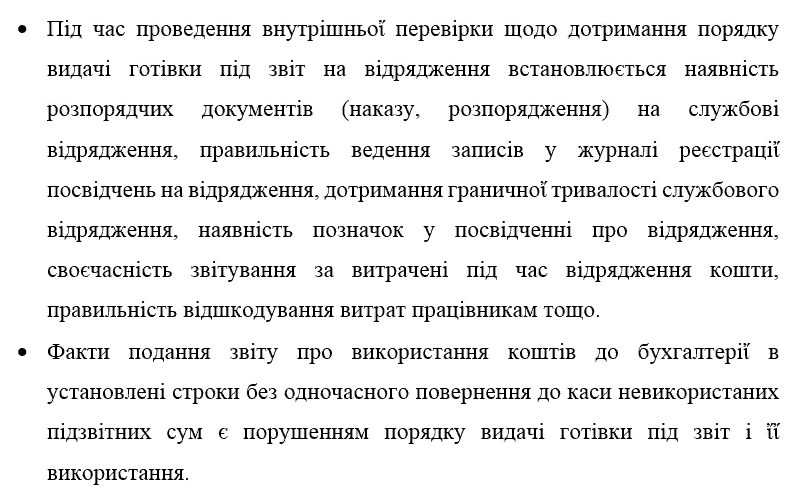 • Під час проведення внутрішньої перевірки щодо дотримання порядку
видачі готівки під звіт на відрядження встановлюється наявність
розпорядчих документів (наказу, розпорядження) на службові
відрядження, правильність ведення записів у журналі реєстрації
посвідчень на відрядження, дотримання граничної тривалості службового
відрядження, наявність позначок у посвідченні про відрядження,
своєчасність звітування за витрачені під час відрядження кошти,
правильність відшкодування витрат працівникам тощо.
• Факти подання звіту про використання коштів до бухгалтерії в
установлені строки без одночасного повернення до каси невикористаних
підзвітних сум є порушенням порядку видачі готівки під звіт і її
використання.